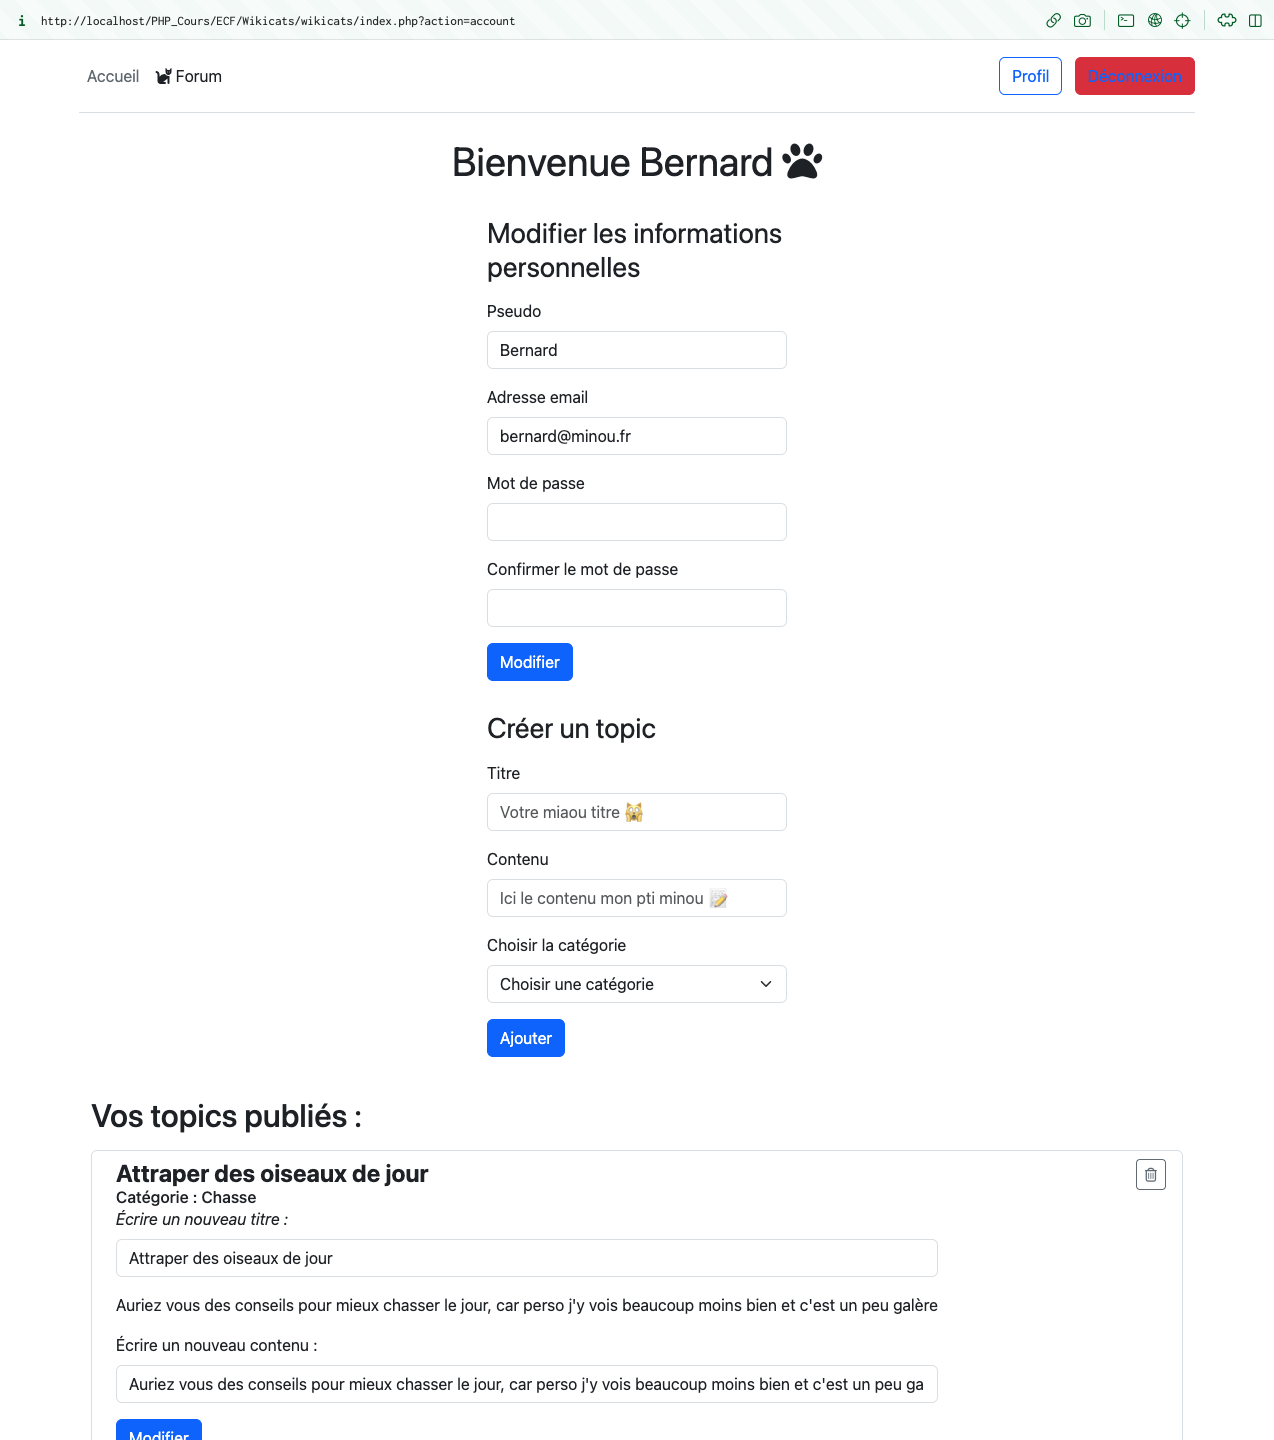 http://localhost/PHP_Cours/ECF/Wikicats/wikicats/index.php?action=account
Accueil
Forum
Profil
Déconnexion
Bienvenue Bernard
Modifier les informations
personnelles
Pseudo
Bernard
Adresse email
bernard@minou.fr
Mot de passe
Confirmer le mot de passe
Modifier
Créer un topic
Titre
Votre miaou titre 🙀
Contenu
Ici le contenu mon pti minou 📝
Choisir la catégorie
Choisir une catégorie
Ajouter
Vos topics publiés :
Attraper des oiseaux de jour
Catégorie : Chasse
Écrire un nouveau titre :
Attraper des oiseaux de jour
Auriez vous des conseils pour mieux chasser le jour, car perso j'y vois beaucoup moins bien et c'est un peu galère
Écrire un nouveau contenu :
Auriez vous des conseils pour mieux chasser le jour, car perso j'y vois beaucoup moins bien et c'est un peu ga
Modifier